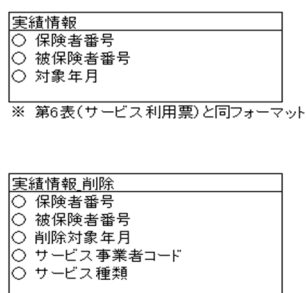 実績情報
○ 保険者番号
○ 被保険者番号
○ 対象年月
※ 第6表(サービス利用票)と同フォーマット
実績情報_削除
○ 保険者番号
○ 被保険者番号
○ 削除対象年月
○ サービス事業者コード
○ サービス種類